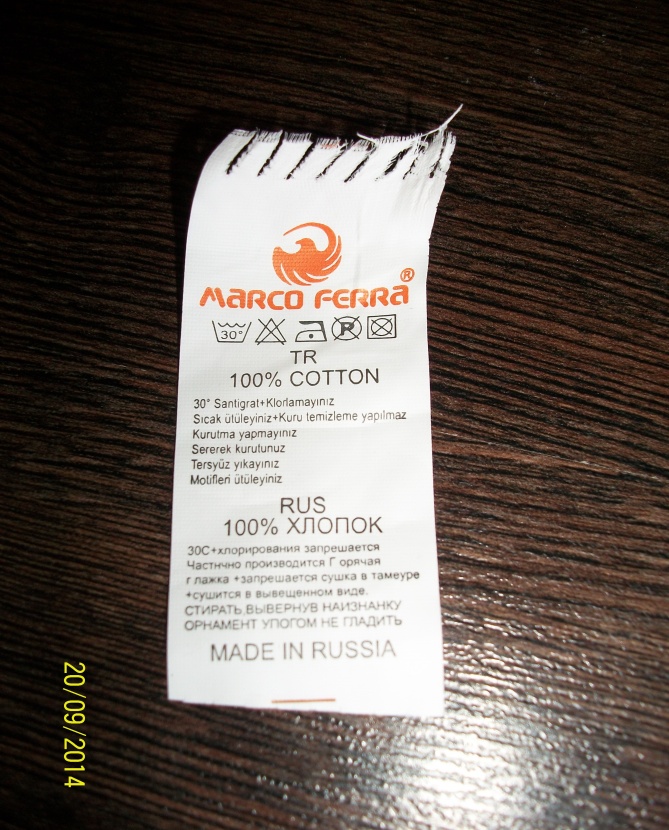 MARCO FERRA®
30°
P
TR
100% COTTON
30° Santigrat+Klorlamayınız
Sıcak ütüleyiniz+Kuru temizleme yapılmaz
Kurutma yapmayınız
Sererek kurutunuz
Tersyüz yıkayınız
Motifleri ütüleyiniz
RUS
100% ХЛОПОК
30С+хлорирования запрешается
Частнчно производится Г орячая
г лажка +запрешается сушка в тамеуре
+сушится в вывещенном виде.
СТИРАТЬ,ВЫВЕРНУВ НАИЗНАНКУ
ОРНАМЕНТ УПОГОМ НЕ ГЛАДИТЬ
MADE IN RUSSIA
20/09/2014